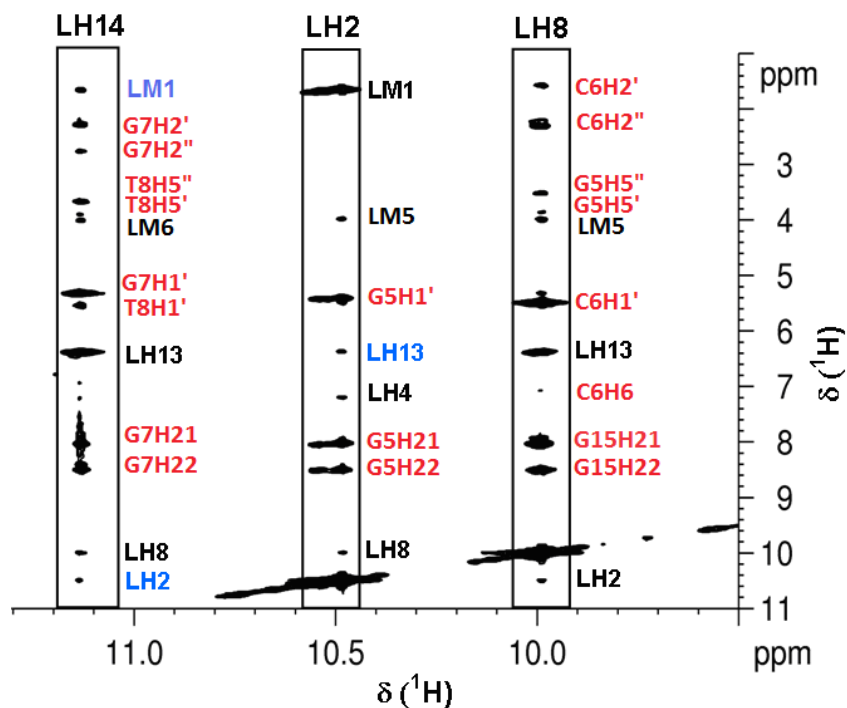 LH14
LH2
LH8
LM1
G7H2'
G7H2"
T8H5"
T8H5'
LM6
G7H1'
T8H1'
LH13
G7H21
G7H22
LH8
LH2
LM1
LM5
G5H1'
LH13
LH4
G5H21
G5H22
LH8
C6H2'
C6H2"
G5H5"
G5H5'
LM5
C6H1'
LH13
C6H6
G15H21
G15H22
LH2
ppm
3
4
5
6
7
8
9
10
11
δ (¹H)
11.0
10.5
10.0
ppm
δ (¹H)